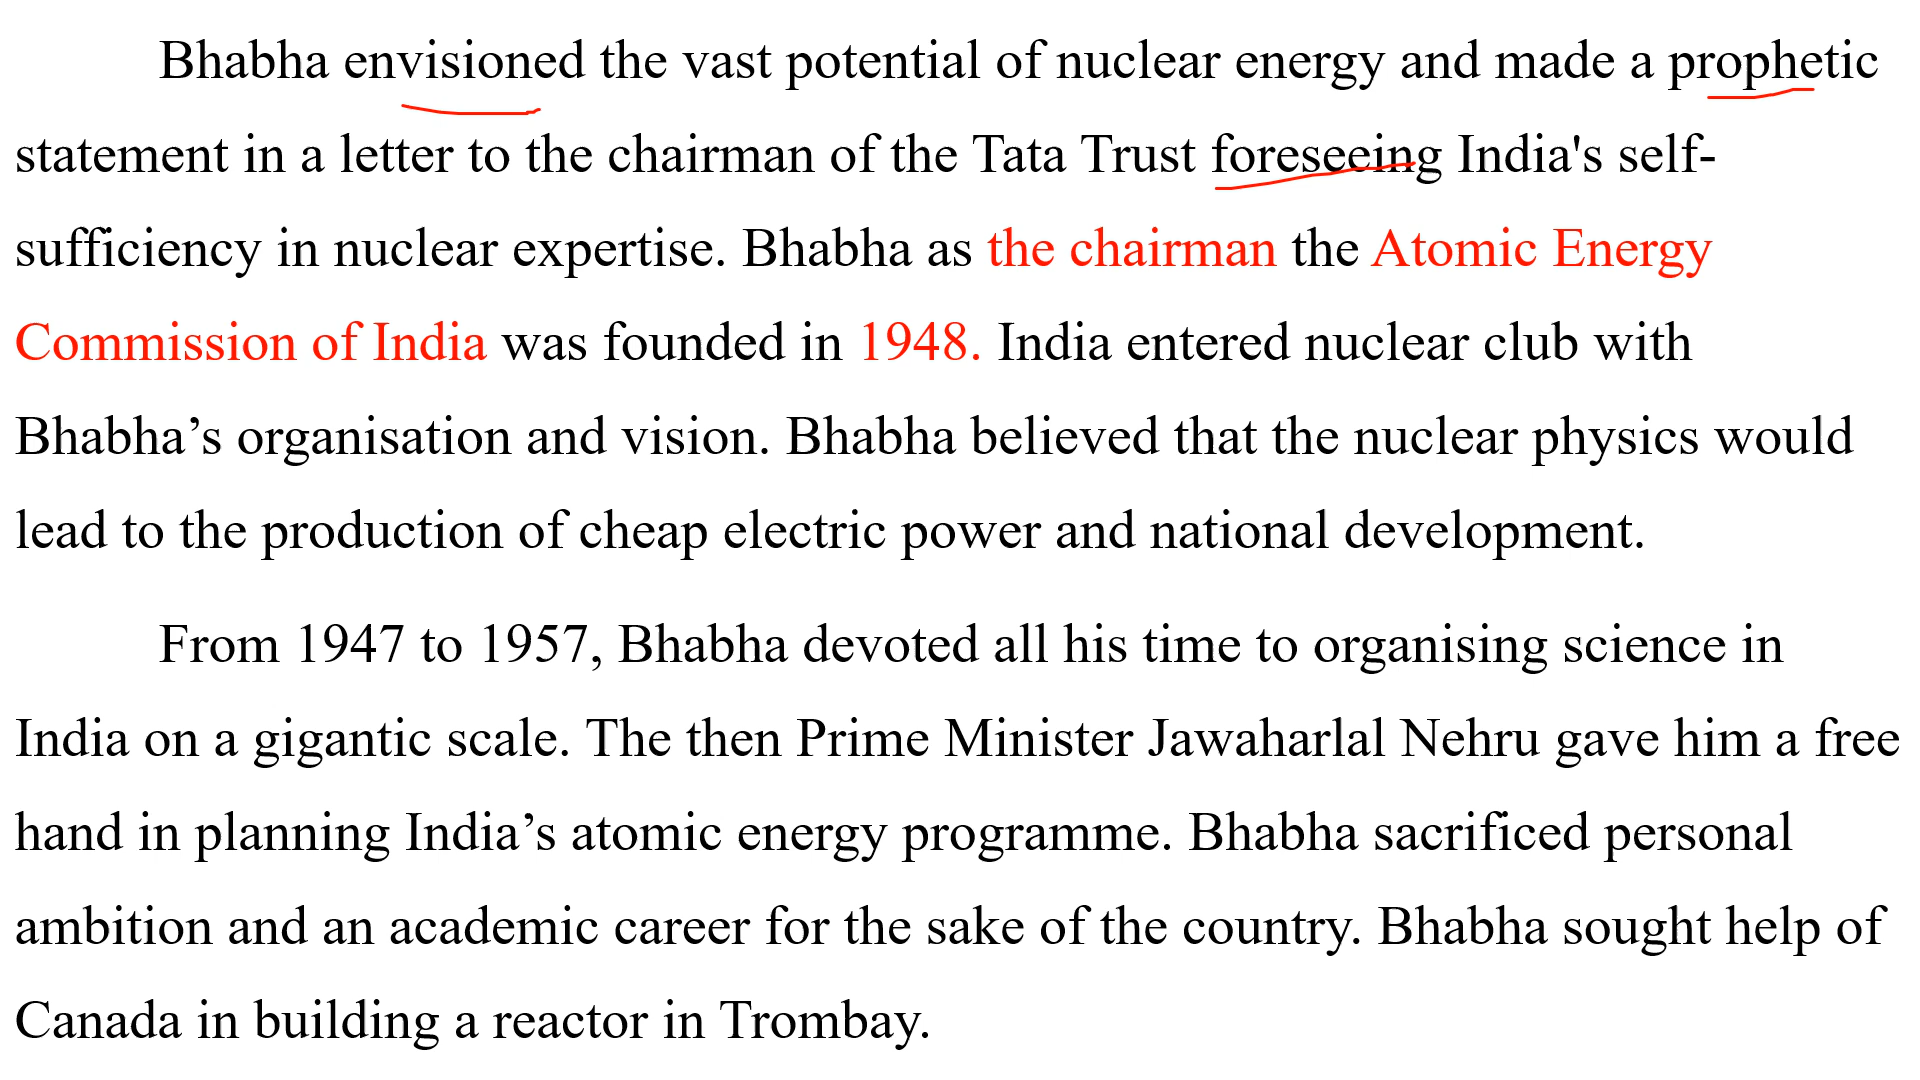 Bhabha envisioned the vast potential of nuclear energy and made a prophetic
statement in a letter to the chairman of the Tata Trust foreseeing India's self-
sufficiency in nuclear expertise. Bhabha as the chairman the Atomic Energy
Commission of India was founded in 1948. India entered nuclear club with
Bhabha’s organisation and vision. Bhabha believed that the nuclear physics would
lead to the production of cheap electric power and national development.
From 1947 to 1957, Bhabha devoted all his time to organising science in
India on a gigantic scale. The then Prime Minister Jawaharlal Nehru gave him a free
hand in planning India’s atomic energy programme. Bhabha sacrificed personal
ambition and an academic career for the sake of the country. Bhabha sought help of
Canada in building a reactor in Trombay.